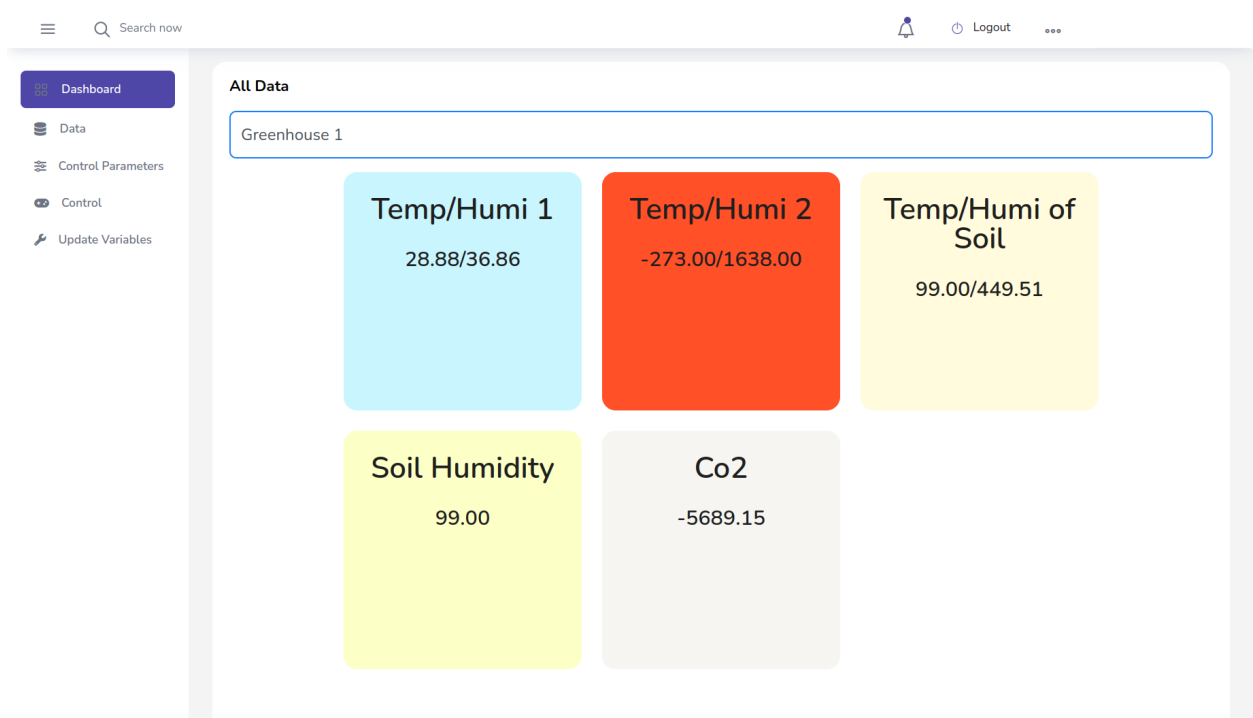 Search now
Logout
Dashboard
Data
Control Parameters
Control
Update Variables
All Data
Greenhouse 1
Temp/Humi 1
28.88/36.86
Temp/Humi 2
-273.00/1638.00
Temp/Humi of
Soil
99.00/449.51
Soil Humidity
99.00
Co2
-5689.15